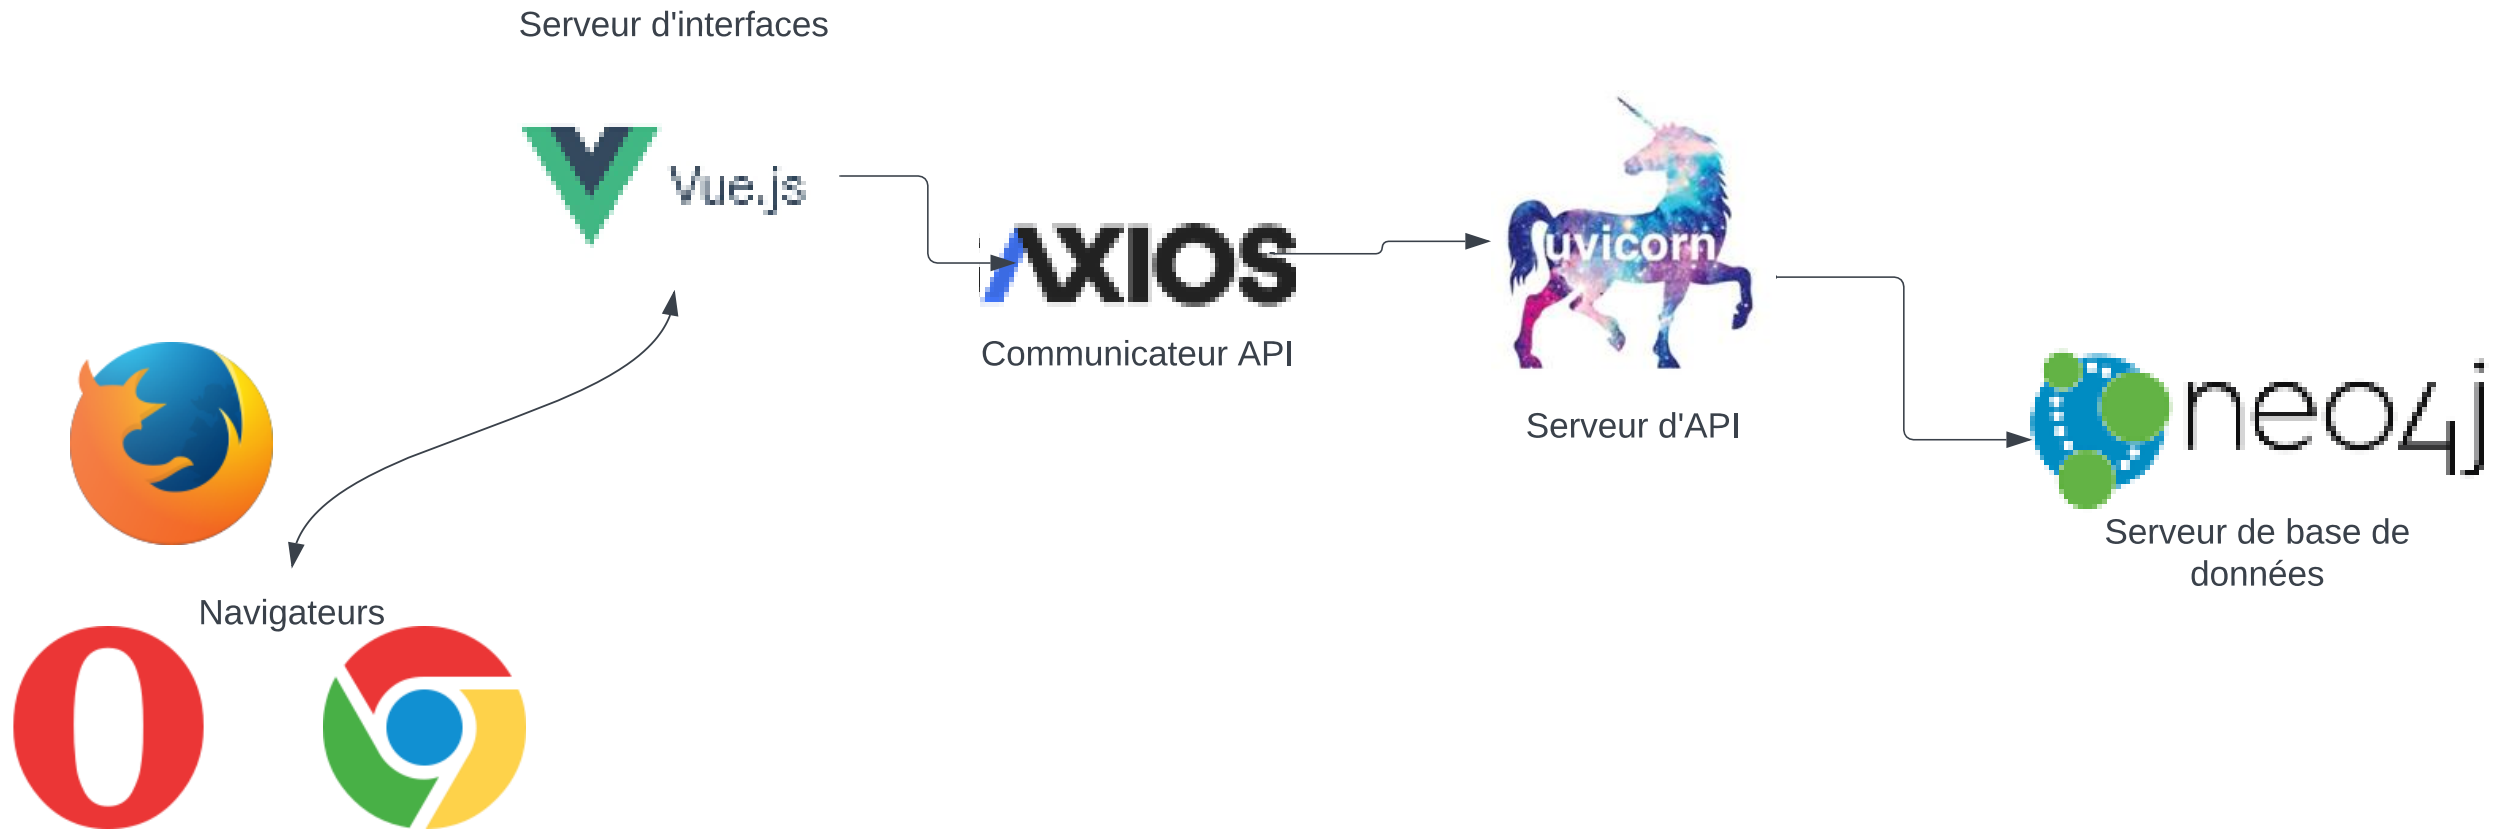 Serveur d'interfaces
Vue.js
AXIOS
Communicateur API
uvicorn
Serveur d'API
neo4j
Serveur de base de
données
Navigateurs